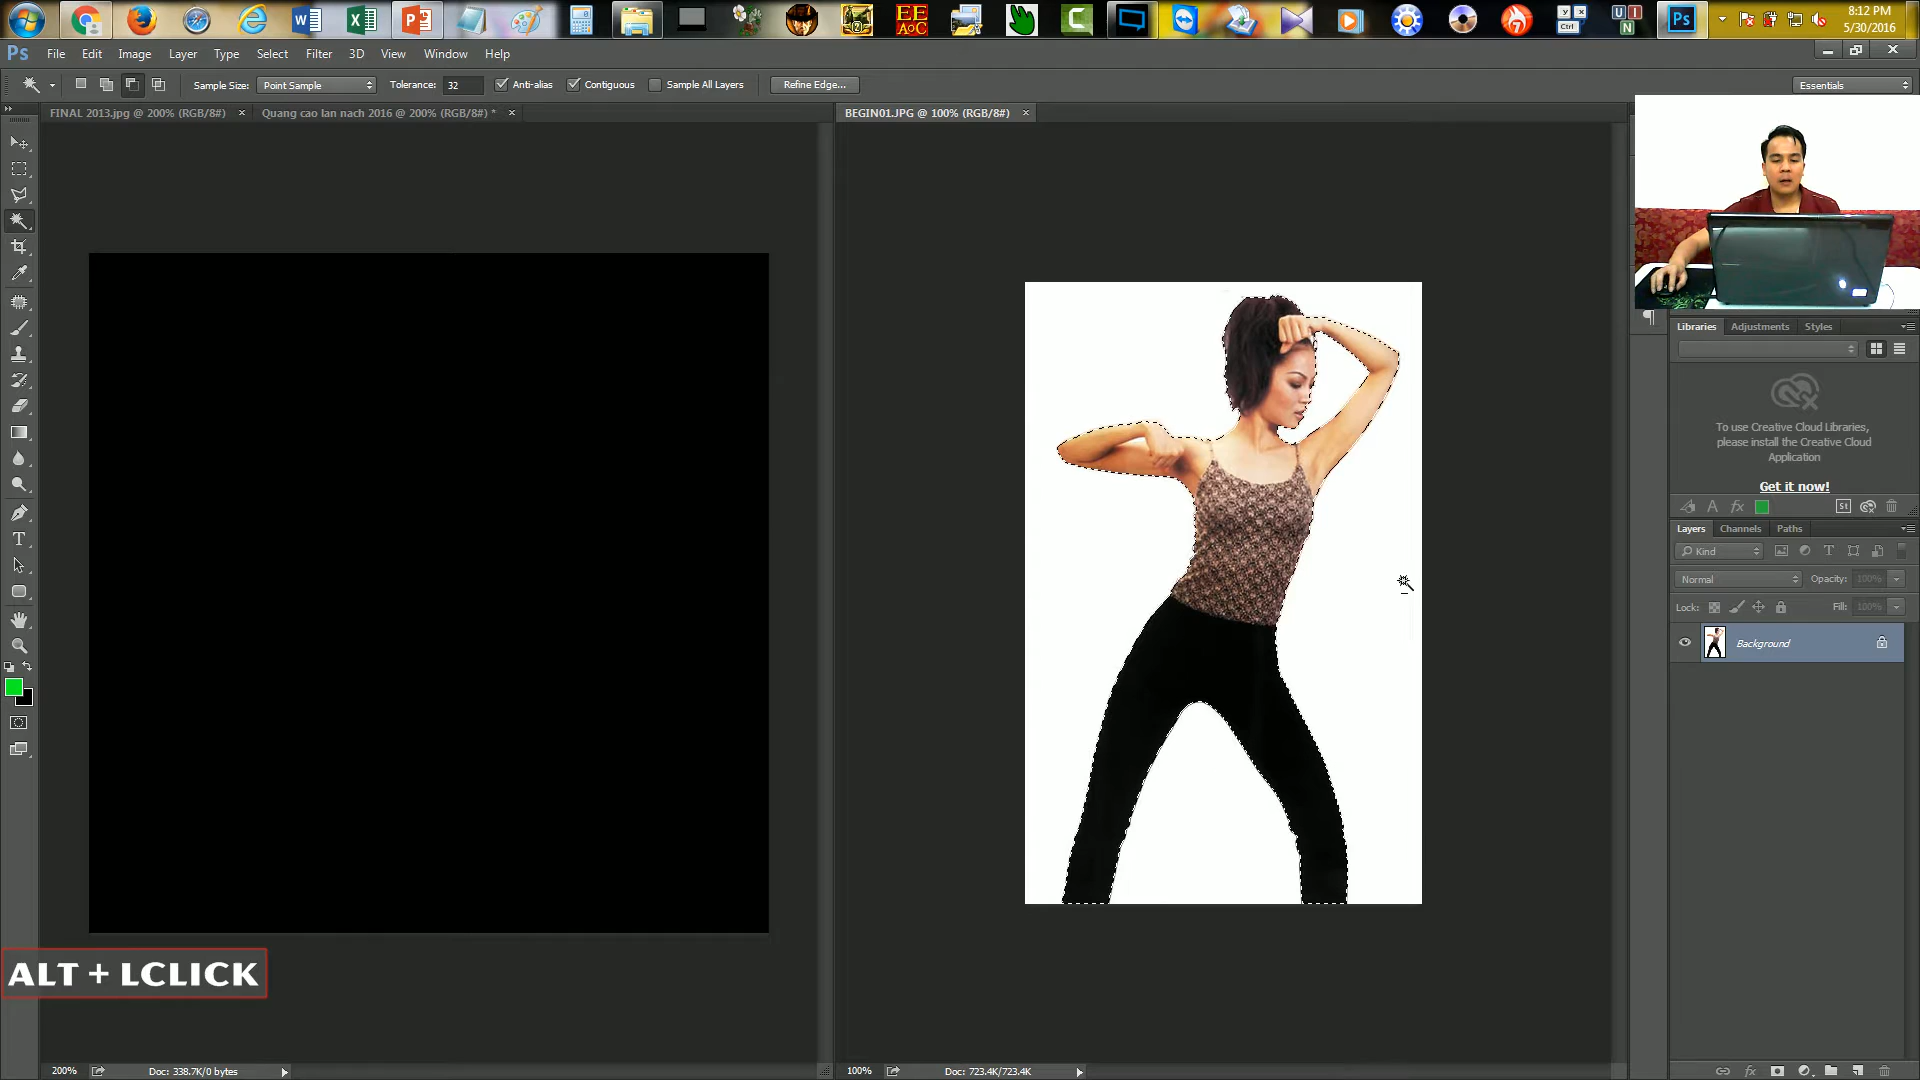 8:12 PM
5/30/2016
Ps File Edit Image Layer Type Select Filter 3D View Window Help
Sample Size: Point Sample Tolerance: 32 Anti-alias Contiguous Sample All Layers Refine Edge... Essentials
FINAL 2013.jpg @ 200% (RGB/8#) × Quang cao lan nach 2016 @ 200% (RGB/8#) * × BEGIN01.JPG @ 100% (RGB/8#) ×
Libraries Adjustments Styles
To use Creative Cloud Libraries,
please install the Creative Cloud
Application
Get it now!
Layers Channels Paths
Kind
Normal Opacity: 100%
Lock: Fill: 100%
Background
ALT + LCLICK
200% Doc: 338.7K/0 bytes 100% Doc: 723.4K/723.4K